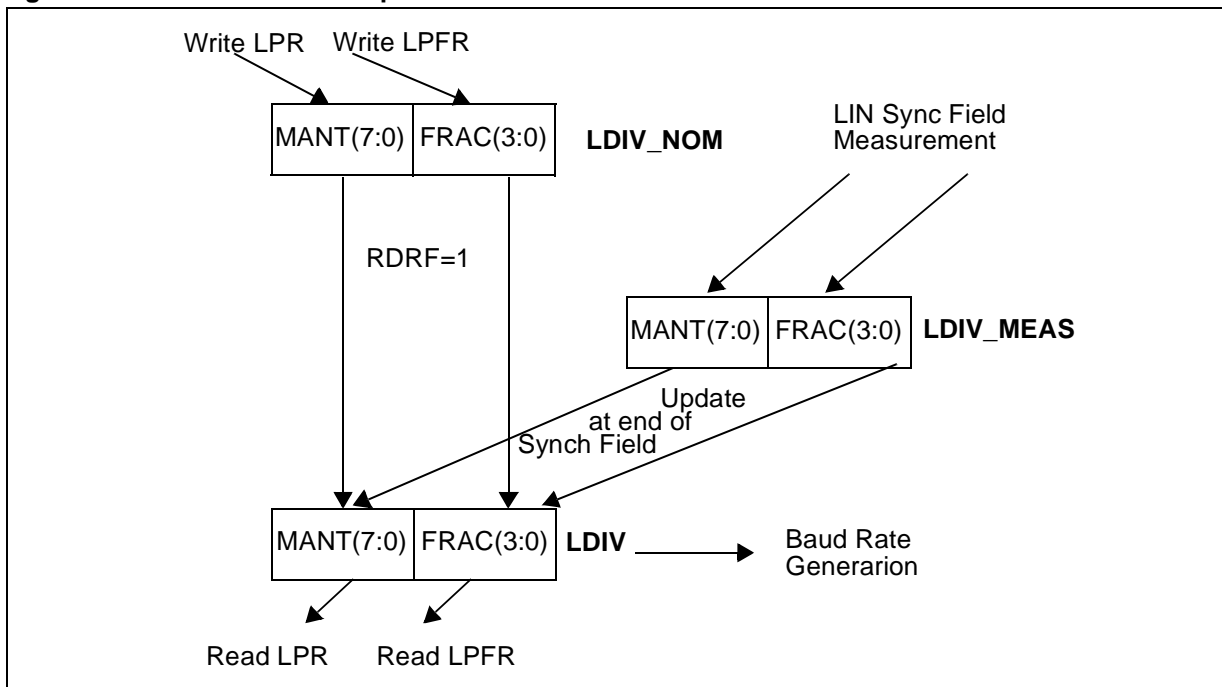 Write LPR Write LPFR
MANT(7:0) FRAC(3:0) LDIV_NOM
LIN Sync Field
Measurement
RDRF=1
MANT(7:0) FRAC(3:0) LDIV_MEAS
Update
at end of
Synch Field
MANT(7:0) FRAC(3:0) LDIV
Baud Rate
Generarion
Read LPR Read LPFR